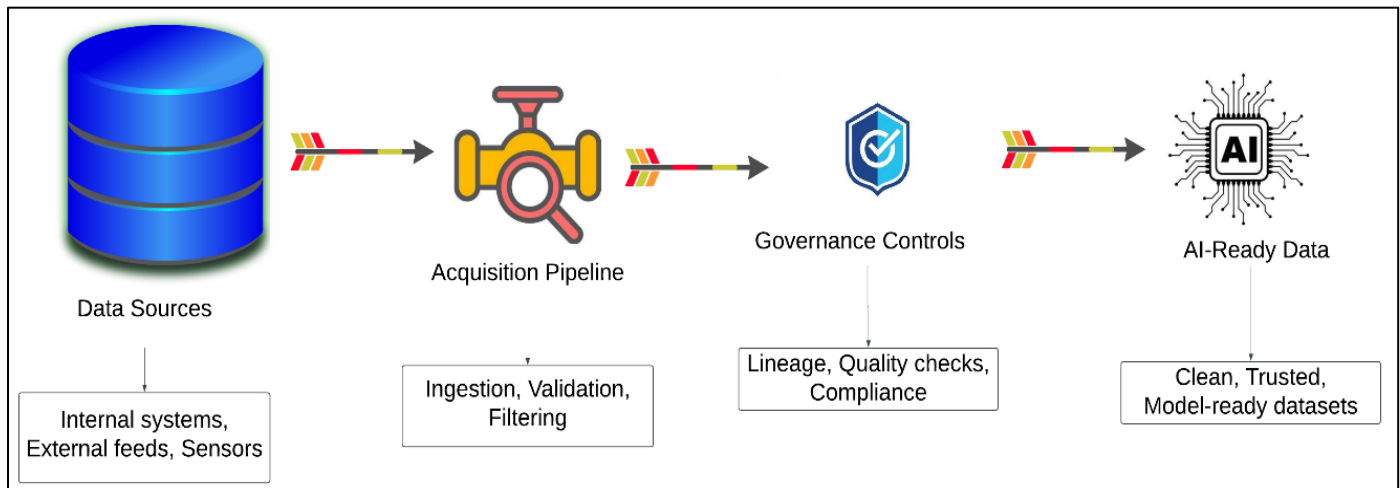 AI
Data Sources
Acquisition Pipeline
Governance Controls
AI-Ready Data
Internal systems,
External feeds, Sensors
Ingestion, Validation,
Filtering
Lineage, Quality checks,
Compliance
Clean, Trusted,
Model-ready datasets